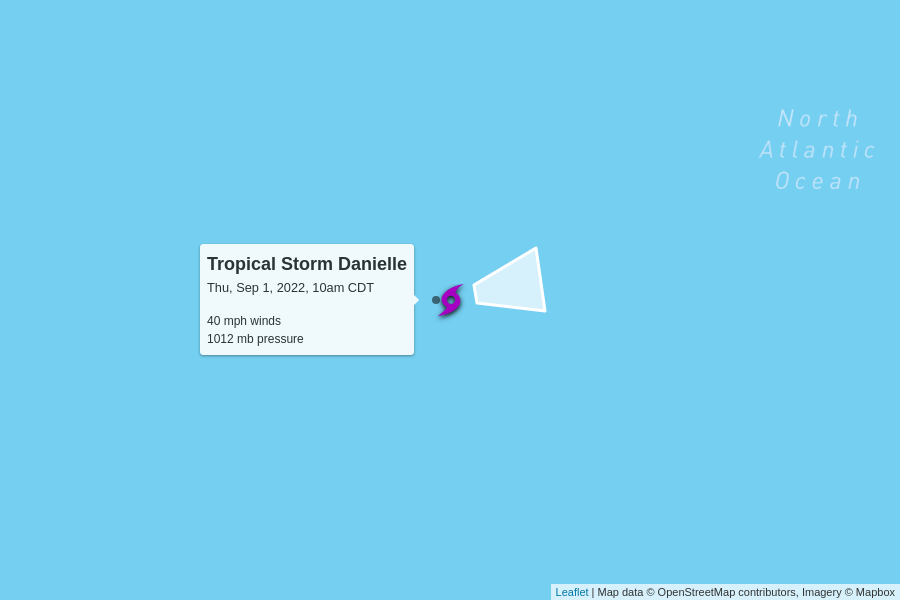 North
Atlantic
Ocean
Tropical Storm Danielle
Thu, Sep 1, 2022, 10am CDT
40 mph winds
1012 mb pressure
Leaflet | Map data © OpenStreetMap contributors, Imagery © Mapbox